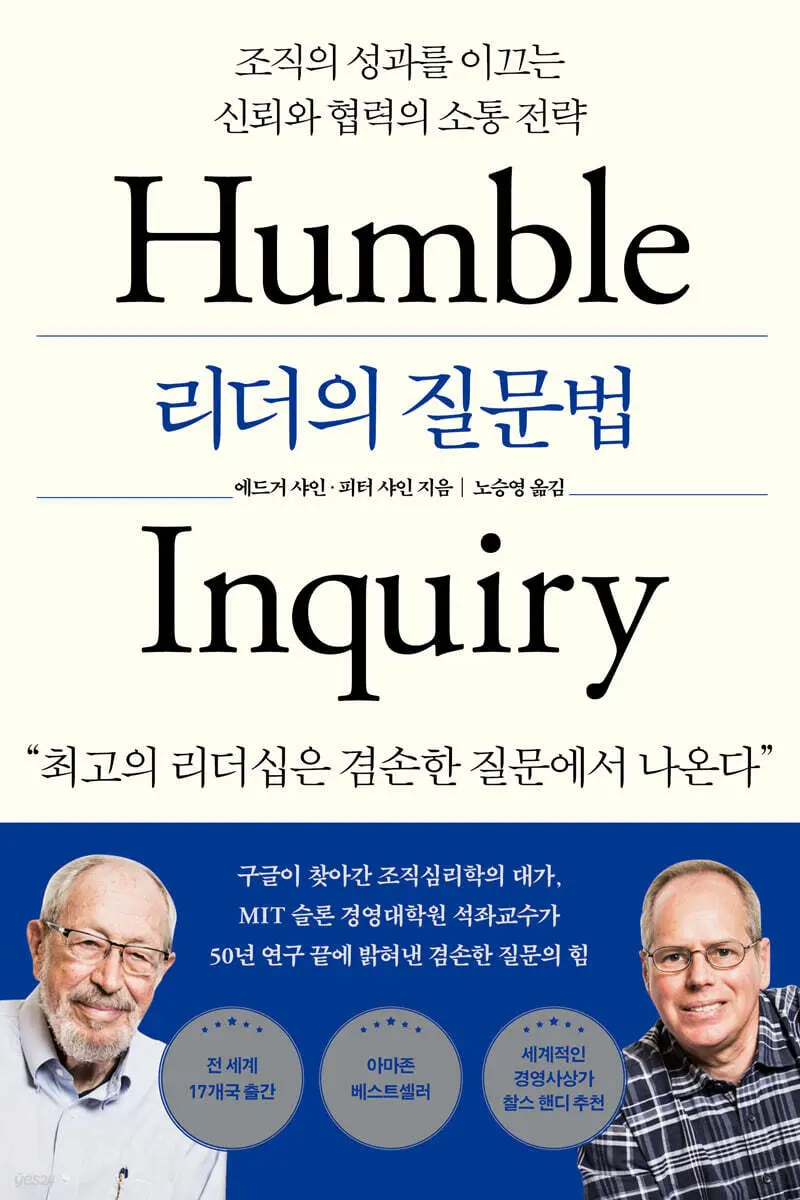 조직의 성과를 이끄는
신뢰와 협력의 소통 전략
Humble
리더의 질문법
에드거 샤인·피터 샤인 지음 | 노승영 옮김
Inquiry
“최고의 리더십은 겸손한 질문에서 나온다”
구글이 찾아간 조직심리학의 대가,
MIT 슬론 경영대학원 석좌교수가
50년 연구 끝에 밝혀낸 겸손한 질문의 힘
전 세계
17개국 출간
아마존
베스트셀러
세계적인
경영사상가
찰스 핸디 추천
yes24